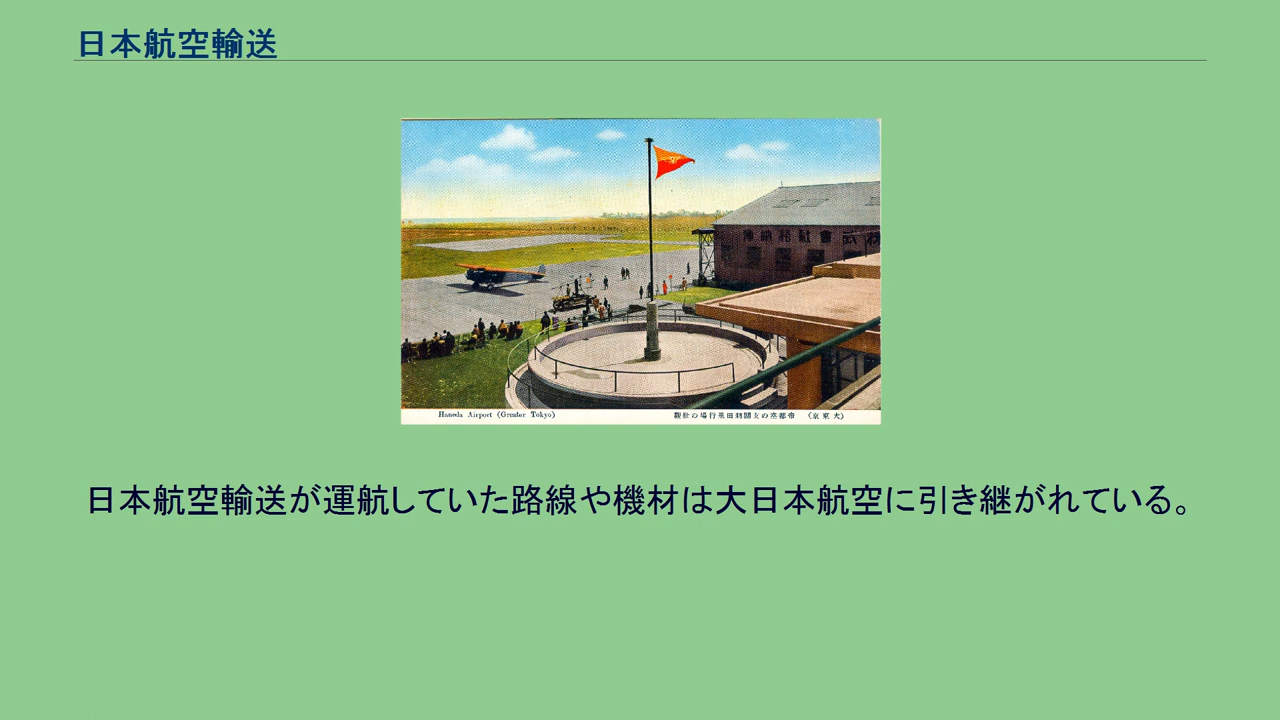 日本航空輸送
Haneda Airport (Greater Tokyo)
(大東京) 帝都空の玄関羽田飛行場の壮観
日本航空輸送が運航していた路線や機材は大日本航空に引き継がれている。